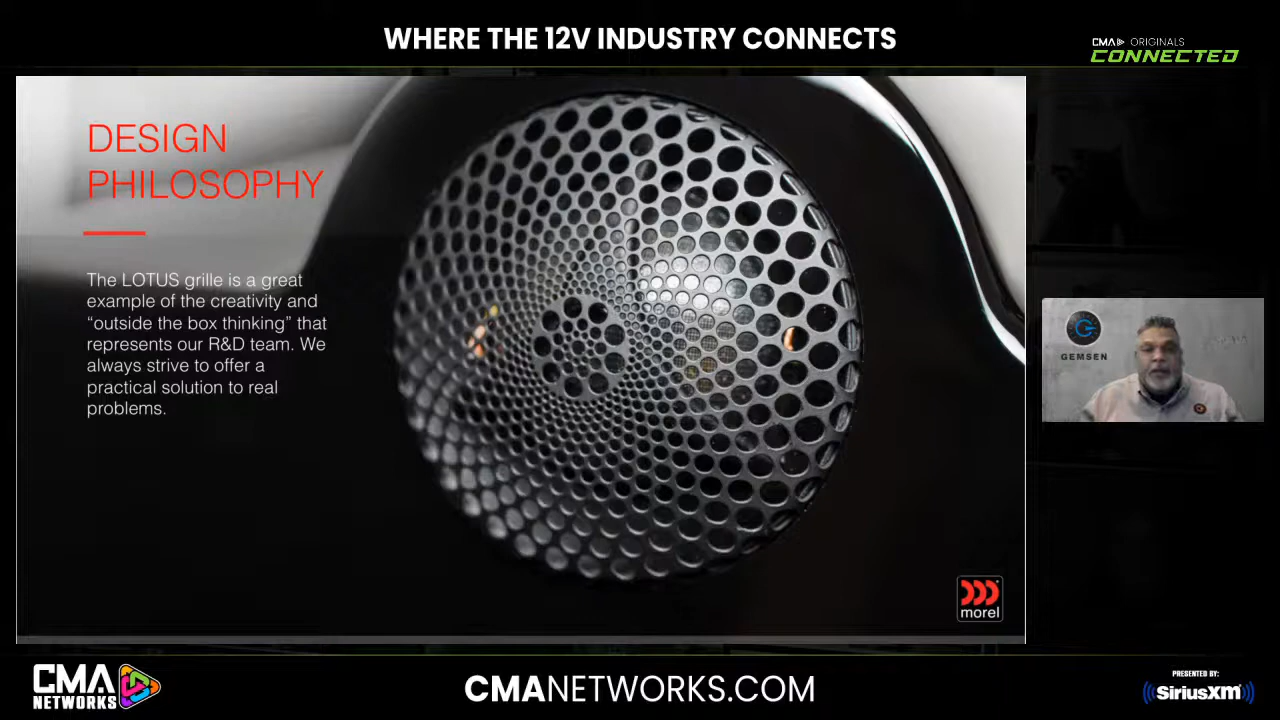 WHERE THE 12V INDUSTRY CONNECTS
CMA ORIGINALS
CONNECTED
DESIGN
PHILOSOPHY
The LOTUS grille is a great
example of the creativity and
“outside the box thinking” that
represents our R&D team. We
always strive to offer a
practical solution to real
problems.
GEMSEN
morel
CMA
NETWORKS
CMANETWORKS.COM
PRESENTED BY:
SiriusXM